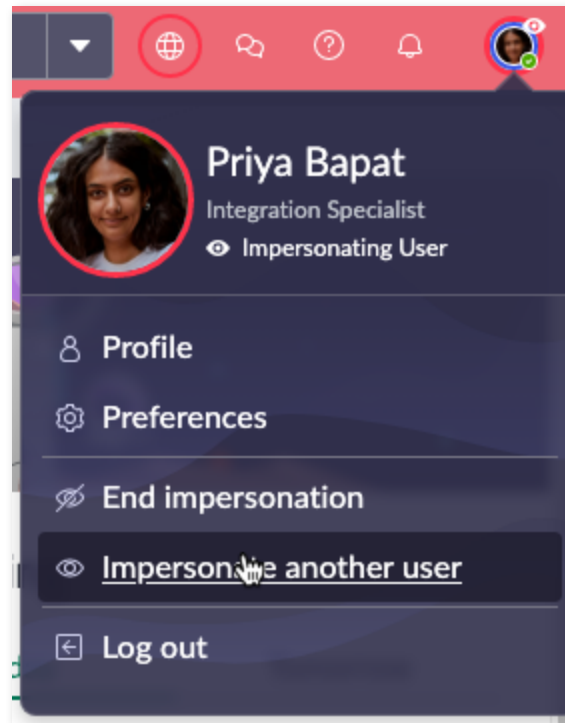 Priya Bapat
Integration Specialist
Impersonating User
Profile
Preferences
End impersonation
Impersonate another user
Log out